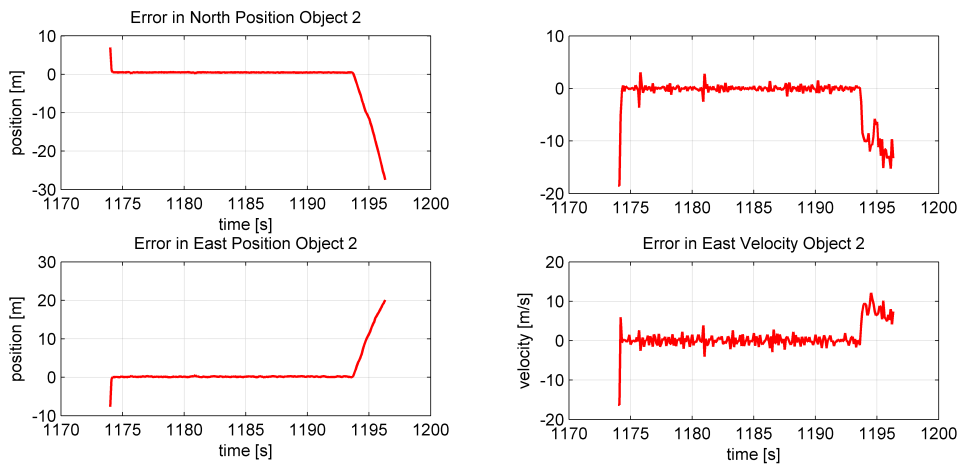 Error in North Position Object 2
10
0
-10
-20
-30
position [m]
1170 1175 1180 1185 1190 1195 1200
time [s]
10
0
-10
-20
1170 1175 1180 1185 1190 1195 1200
Error in East Position Object 2
30
20
10
0
-10
position [m]
1170 1175 1180 1185 1190 1195 1200
time [s]
Error in East Velocity Object 2
20
10
0
-10
-20
velocity [m/s]
1170 1175 1180 1185 1190 1195 1200
time [s]